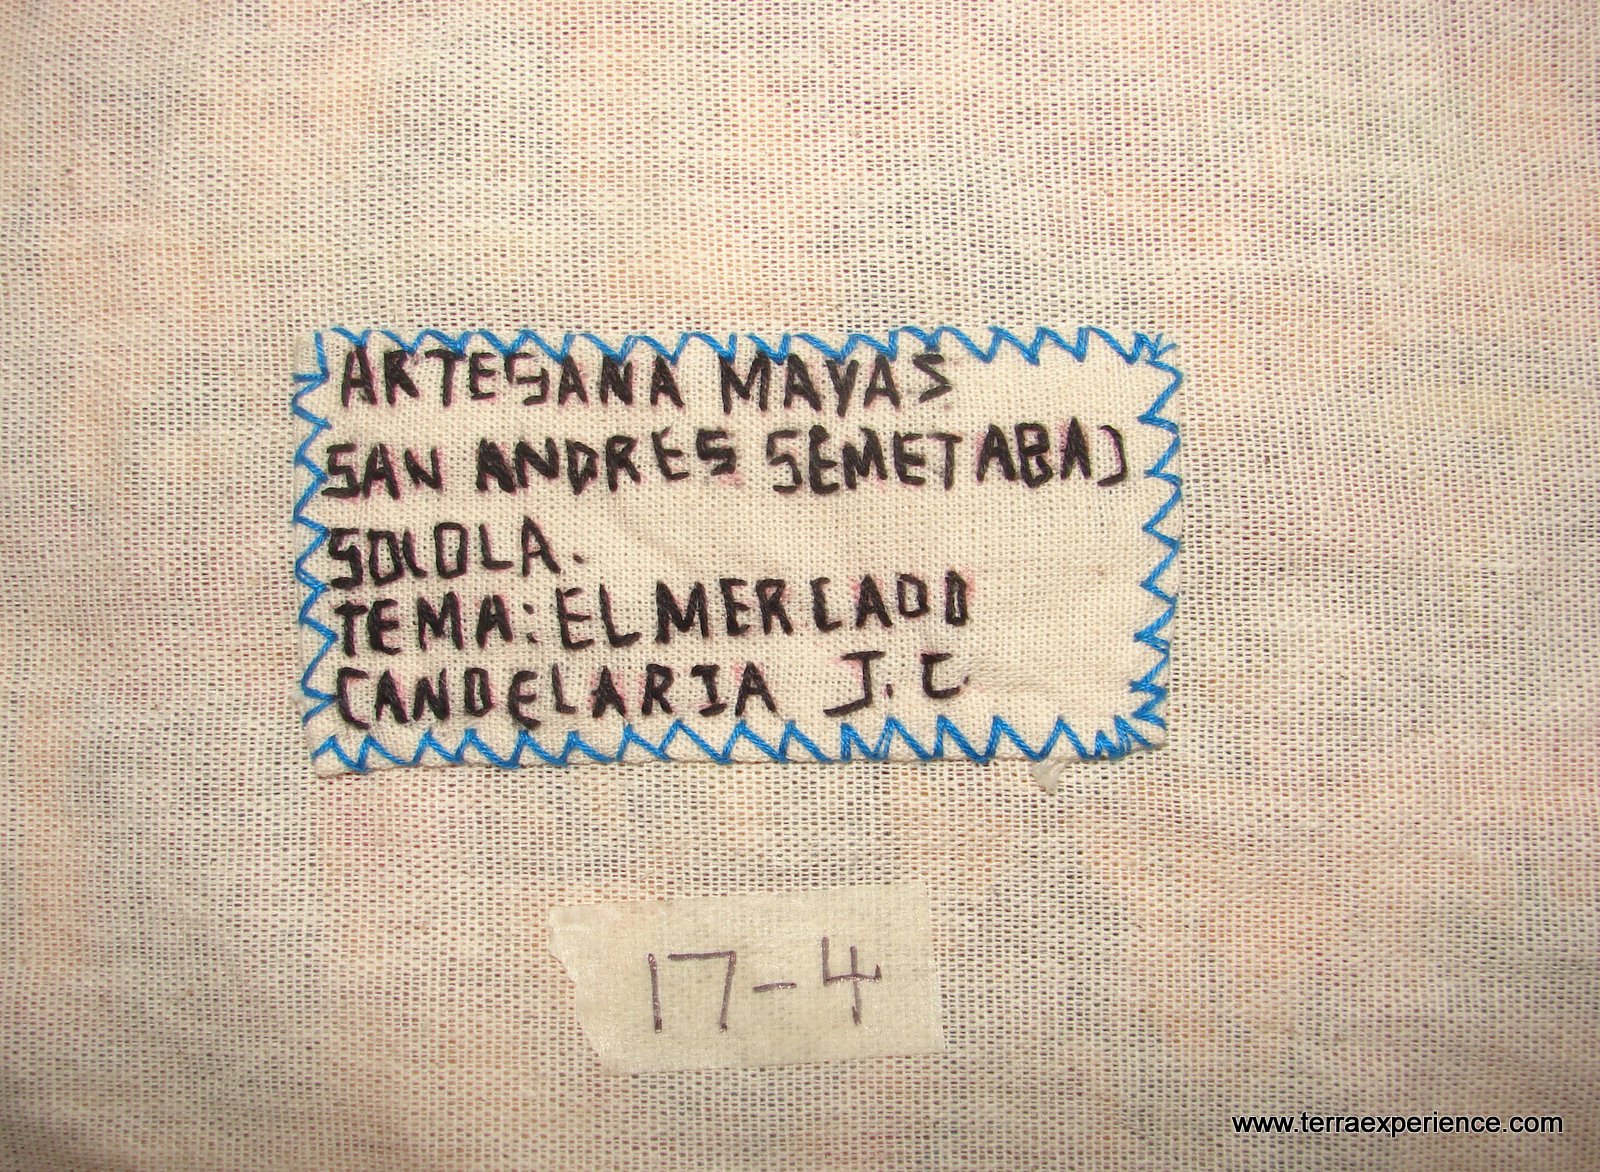 ARTESANA MAYAS
SAN ANDRES SEMETABAJ
SOLOLA.
TEMA: EL MERCADO
CANDELARIA J. C.
17-4
www.terraexperience.com